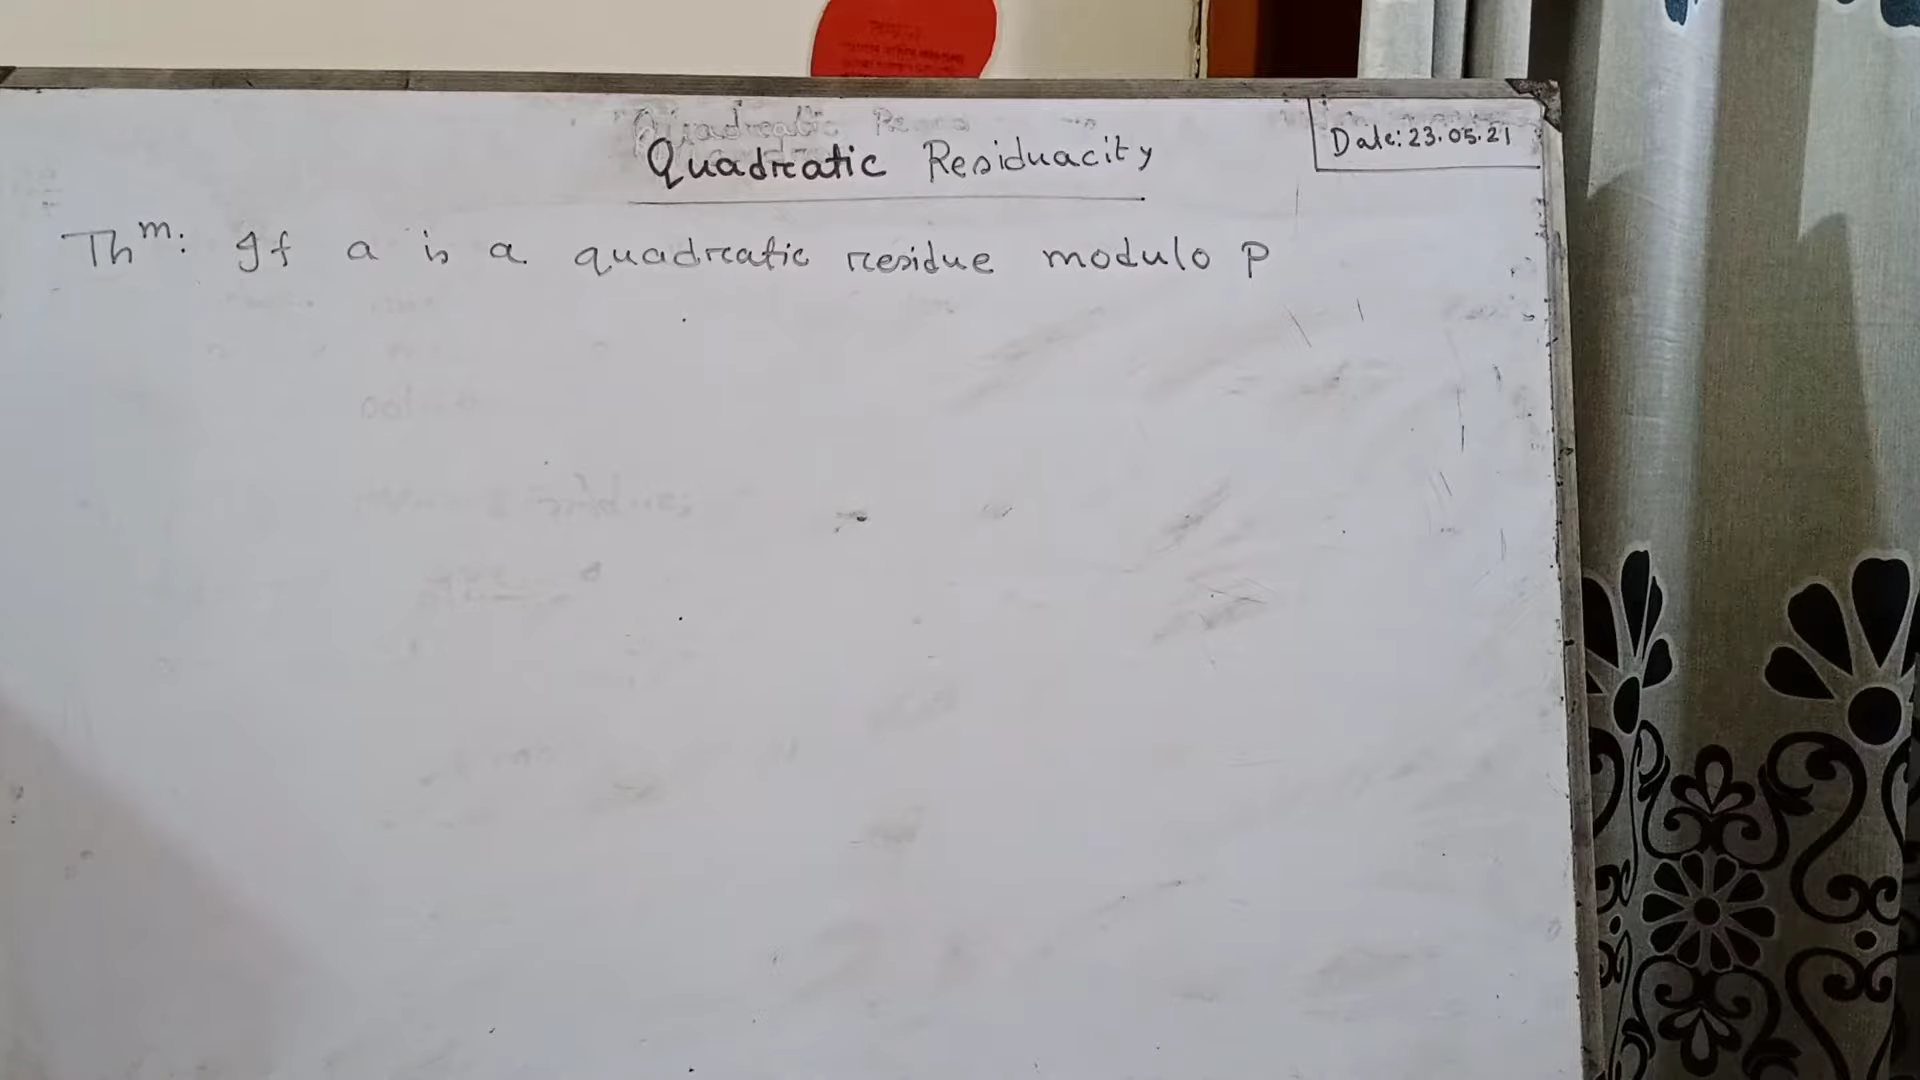 Quadratic Residuacity
Date: 23.05.21
Thm: If a is a quadratic residue modulo p